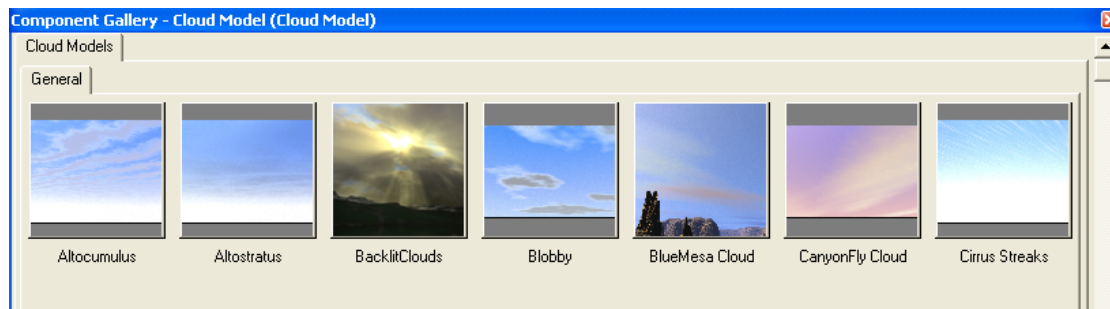 Component Gallery - Cloud Model (Cloud Model)
Cloud Models
General
Altocumulus
Altostratus
BacklitClouds
Blobby
BlueMesa Cloud
CanyonFly Cloud
Cirrus Streaks